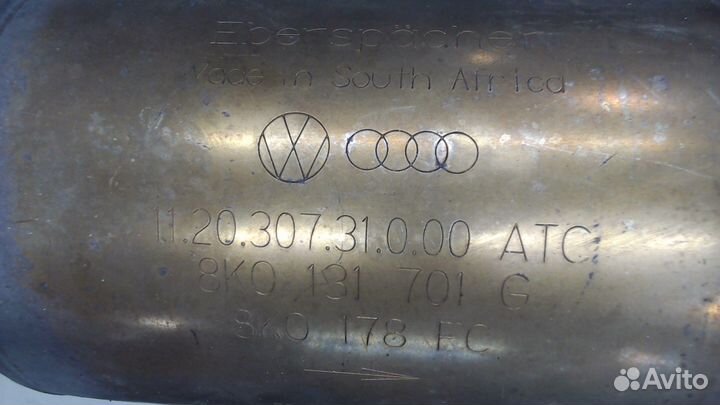 Eberspächer
Made in South Africa
11.20.307.31.0.00 ATC
8K0 131 701 G
8K0 178 FC
Avito